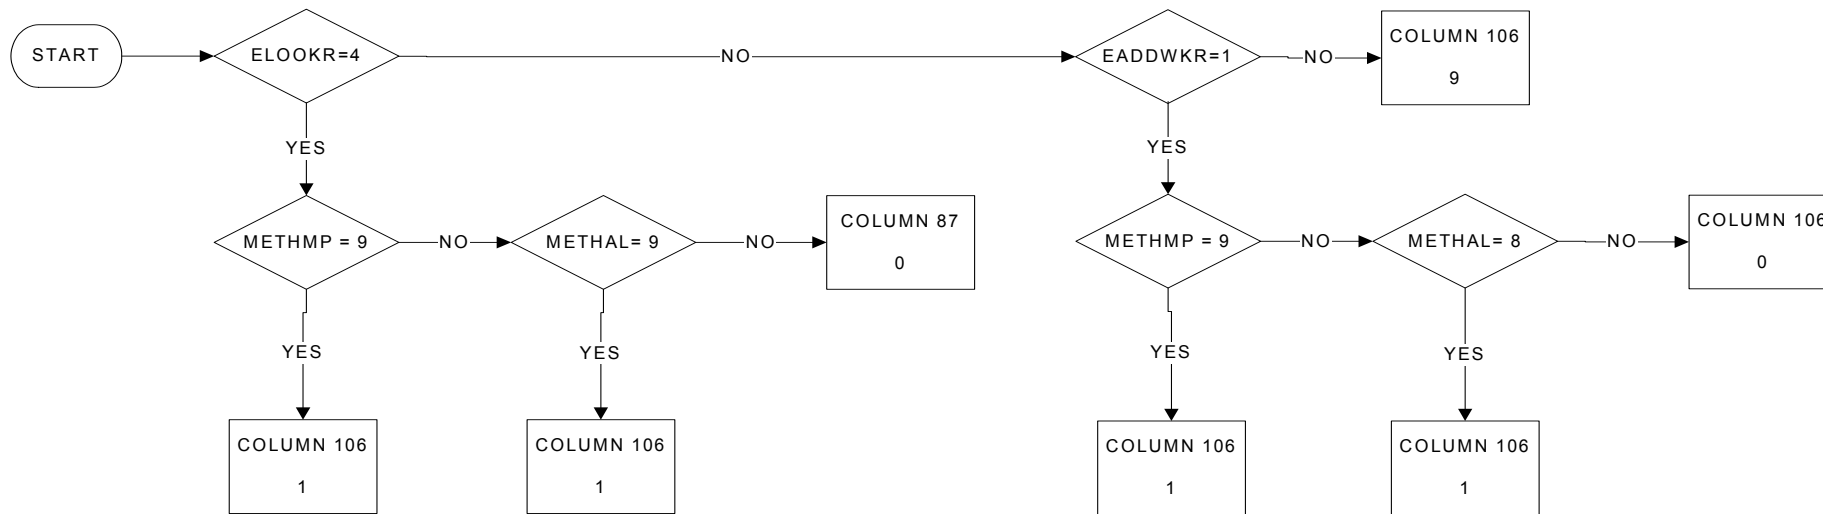 START
ELOOKR=4
NO
EADDWKR=1
NO
COLUMN 106
9
YES
YES
METHMP = 9
NO
METHAL= 9
NO
COLUMN 87
0
METHMP = 9
NO
METHAL= 8
NO
COLUMN 106
0
YES
YES
YES
YES
COLUMN 106
1
COLUMN 106
1
COLUMN 106
1
COLUMN 106
1